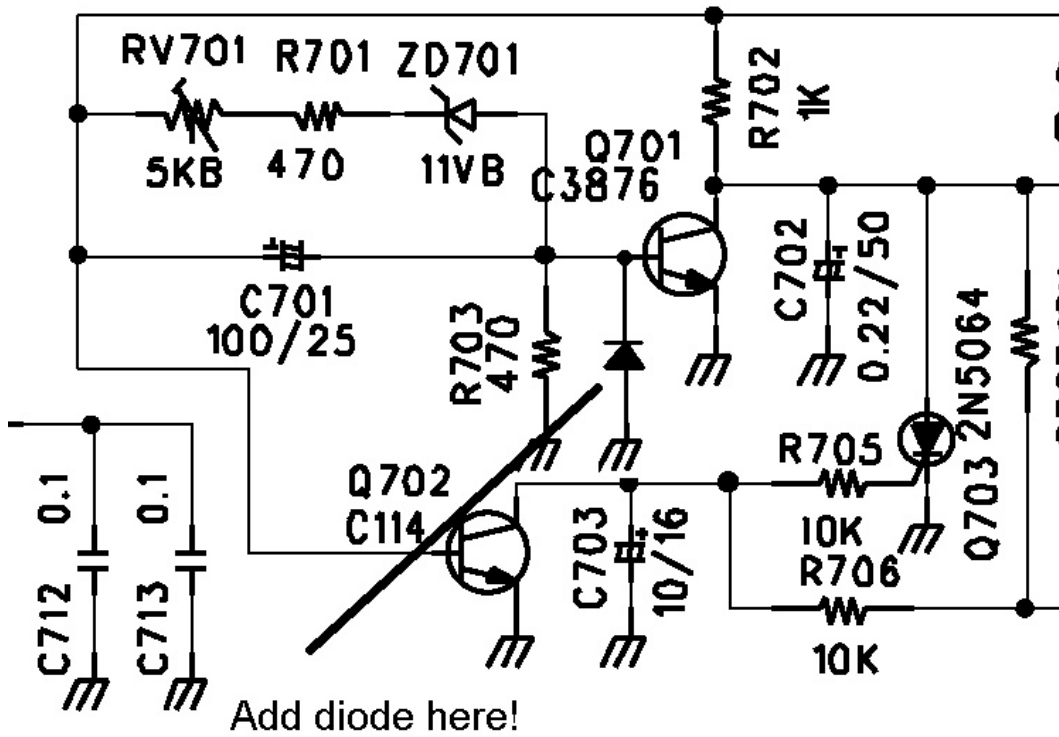 RV701
R701
ZD701
5KB
470
11VB
Q701
C3876
R702
1K
C701
100/25
R703
470
C702
0.22/50
Q703 2N5064
Q702
C114
C703
10/16
R705
10K
R706
10K
C712
0.1
C713
0.1
Add diode here!